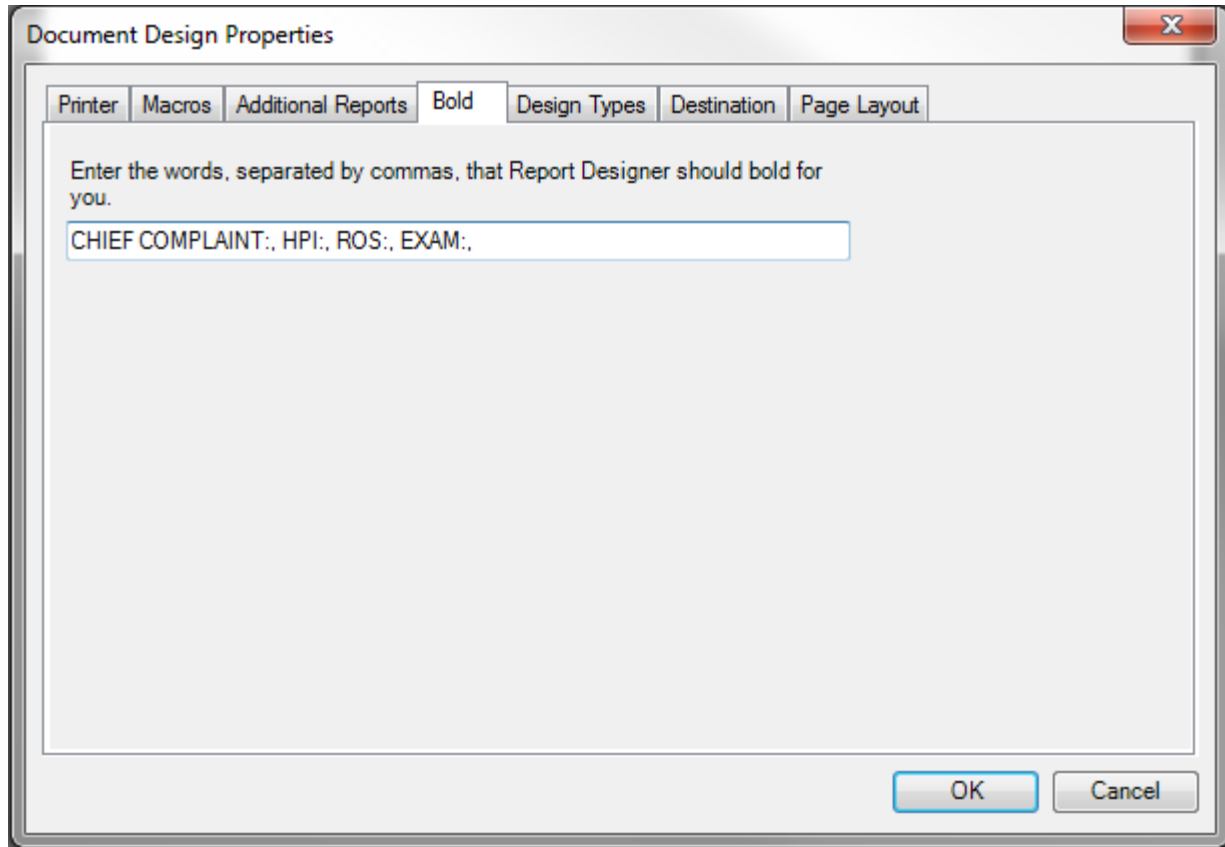 Document Design Properties
Printer Macros Additional Reports Bold Design Types Destination Page Layout
Enter the words, separated by commas, that Report Designer should bold for
you.
CHIEF COMPLAINT:, HPI:, ROS:, EXAM:,
OK Cancel